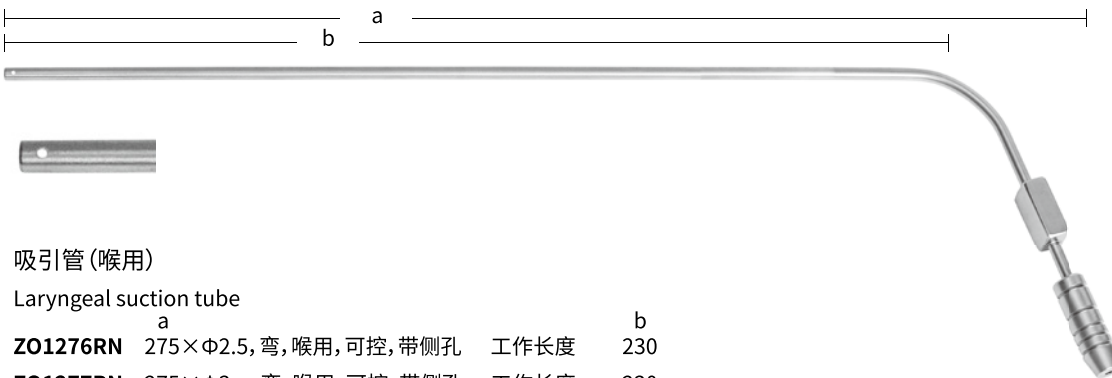 a
b
吸引管（喉用）
Laryngeal suction tube
a b
ZO1276RN 275×Φ2.5，弯，喉用，可控，带侧孔 工作长度 230